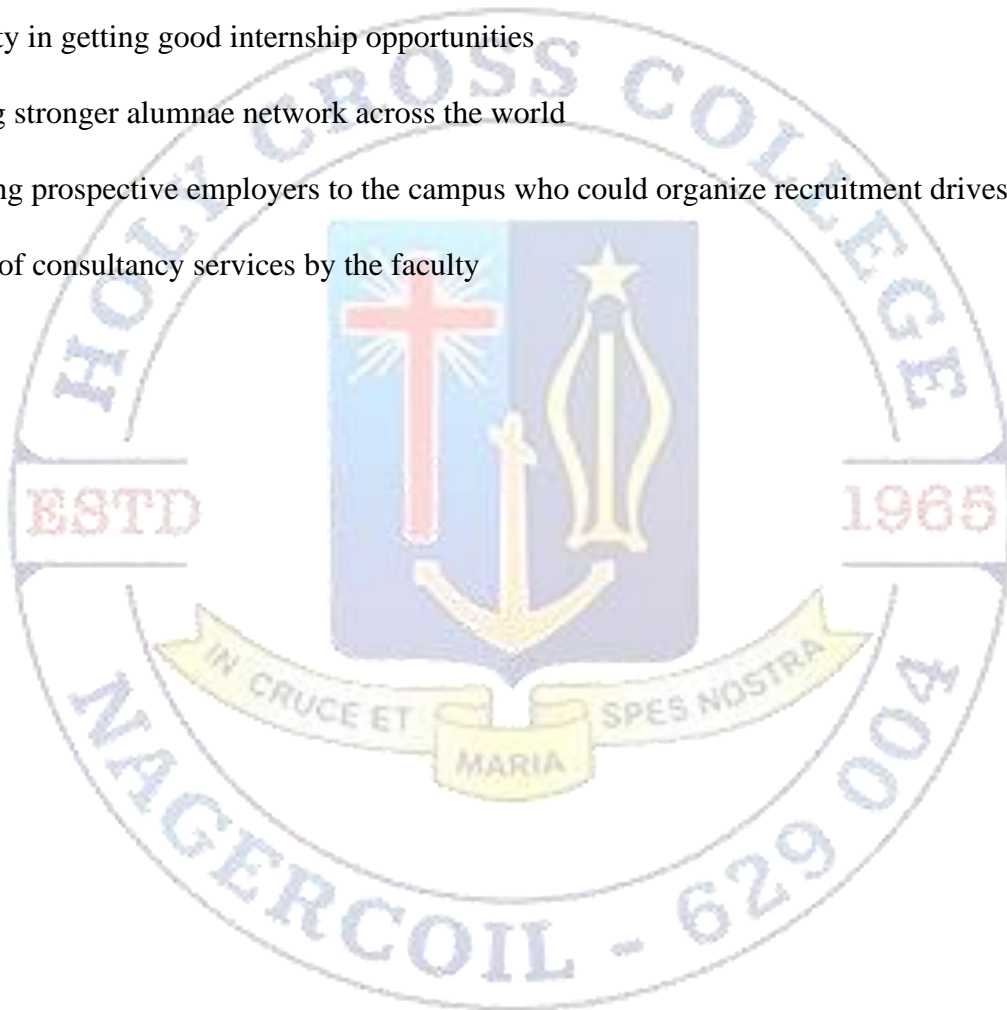 ty in getting good internship opportunities
g stronger alumnae network across the world
ng prospective employers to the campus who could organize recruitment drives
of consultancy services by the faculty
HOLY CROSS COLLEGE
ESTD 1965
IN CRUCE ET MARIA SPES NOSTRA
NAGERCOIL - 629 004